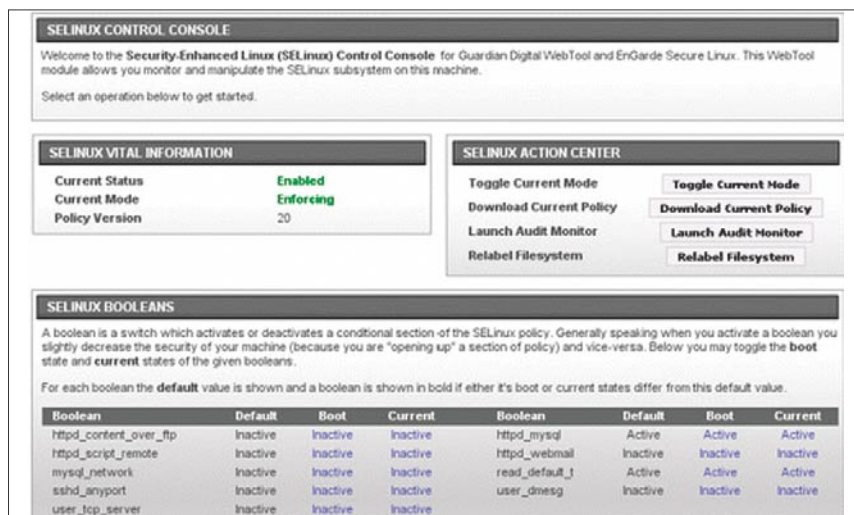 SELINUX CONTROL CONSOLE
Welcome to the Security-Enhanced Linux (SELinux) Control Console for Guardian Digital WebTool and EnGarde Secure Linux. This WebTool
module allows you monitor and manipulate the SELinux subsystem on this machine.
Select an operation below to get started.
SELINUX VITAL INFORMATION
Current Status Enabled
Current Mode Enforcing
Policy Version 20
SELINUX ACTION CENTER
Toggle Current Mode Toggle Current Mode
Download Current Policy Download Current Policy
Launch Audit Monitor Launch Audit Monitor
Relabel Filesystem Relabel Filesystem
SELINUX BOOLEANS
A boolean is a switch which activates or deactivates a conditional section of the SELinux policy. Generally speaking when you activate a boolean you
slightly decrease the security of your machine (because you are "opening up" a section of policy) and vice-versa. Below you may toggle the boot
state and current states of the given booleans.
For each boolean the default value is shown and a boolean is shown in bold if either it's boot or current states differ from this default value.
Boolean Default Boot Current Boolean Default Boot Current
httpd_content_over_ftp Inactive Inactive Inactive httpd_mysql Active Active Active
httpd_script_remote Inactive Inactive Inactive httpd_webmail Inactive Inactive Inactive
mysql_network Inactive Inactive Inactive read_default_t Active Active Active
sshd_anyport Inactive Inactive Inactive user_dmesg Inactive Inactive Inactive
user_tcp_server Inactive Inactive Inactive